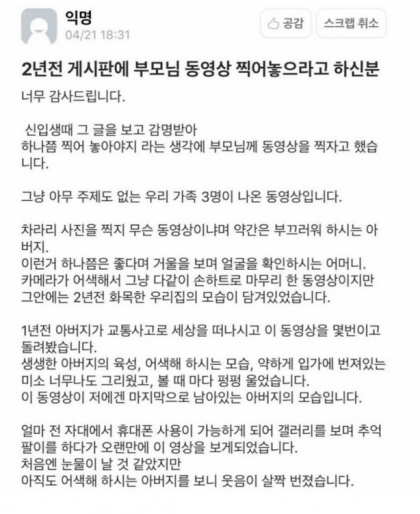 익명
04/21 18:31
공감
스크랩 취소
2년전 게시판에 부모님 동영상 찍어놓으라고 하신분
너무 감사드립니다.
신입생때 그 글을 보고 감명받아
하나쯤 찍어 놓아야지 라는 생각에 부모님께 동영상을 찍자고 했습
니다.
그냥 아무 주제도 없는 우리 가족 3명이 나온 동영상입니다.
차라리 사진을 찍지 무슨 동영상이냐며 약간은 부끄러워 하시는 아
버지.
이런거 하나쯤은 좋다며 거울을 보며 얼굴을 확인하시는 어머니.
카메라가 어색해서 그냥 다같이 손하트로 마무리 한 동영상이지만
그안에는 2년전 화목한 우리집의 모습이 담겨있었습니다.
1년전 아버지가 교통사고로 세상을 떠나시고 이 동영상을 몇번이고
돌려봤습니다.
생생한 아버지의 육성, 어색해 하시는 모습, 약하게 입가에 번져있는
미소 너무나도 그리웠고, 볼 때 마다 펑펑 울었습니다.
이 동영상이 저에겐 마지막으로 남아있는 아버지의 모습입니다.
얼마 전 자대에서 휴대폰 사용이 가능하게 되어 갤러리를 보며 추억
팔이를 하다가 오랜만에 이 영상을 보게되었습니다.
처음엔 눈물이 날 것 같았지만
아직도 어색해 하시는 아버지를 보니 웃음이 살짝 번졌습니다.